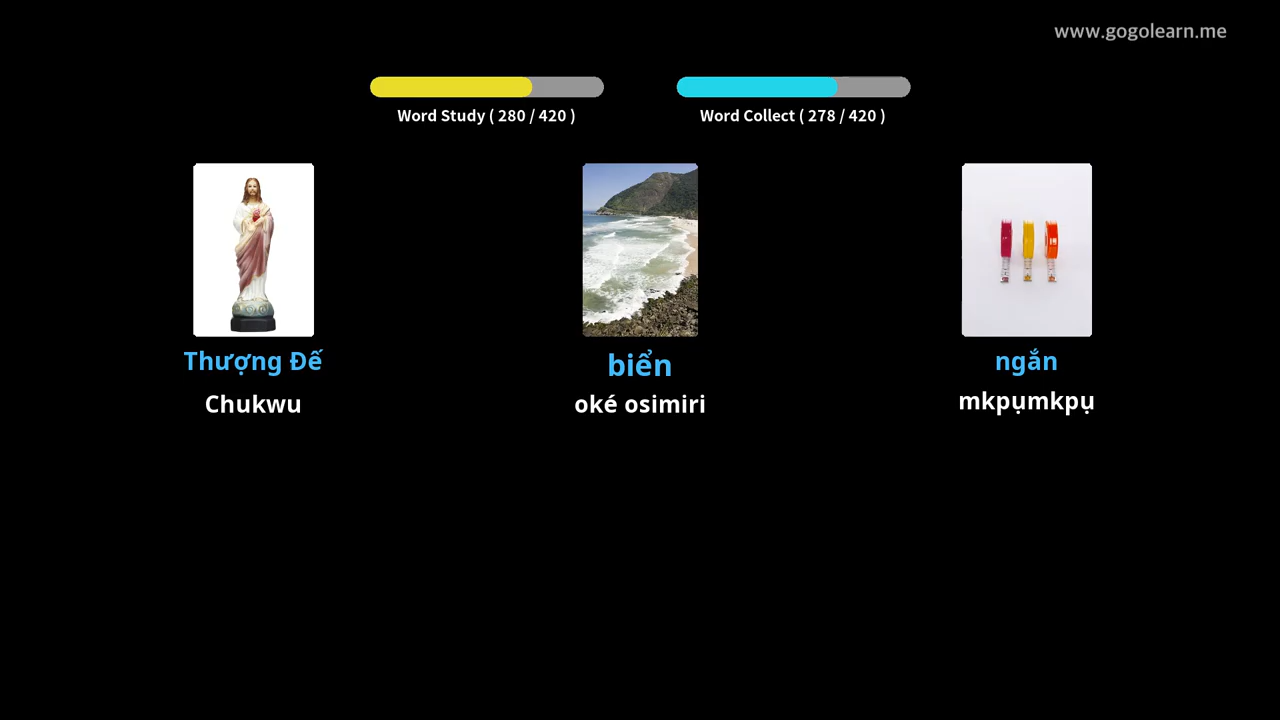 www.gogolearn.me
Word Study ( 280 / 420 )
Word Collect ( 278 / 420 )
Thượng Đế
biển
ngắn
Chukwu
oké osimiri
mkpụmkpụ